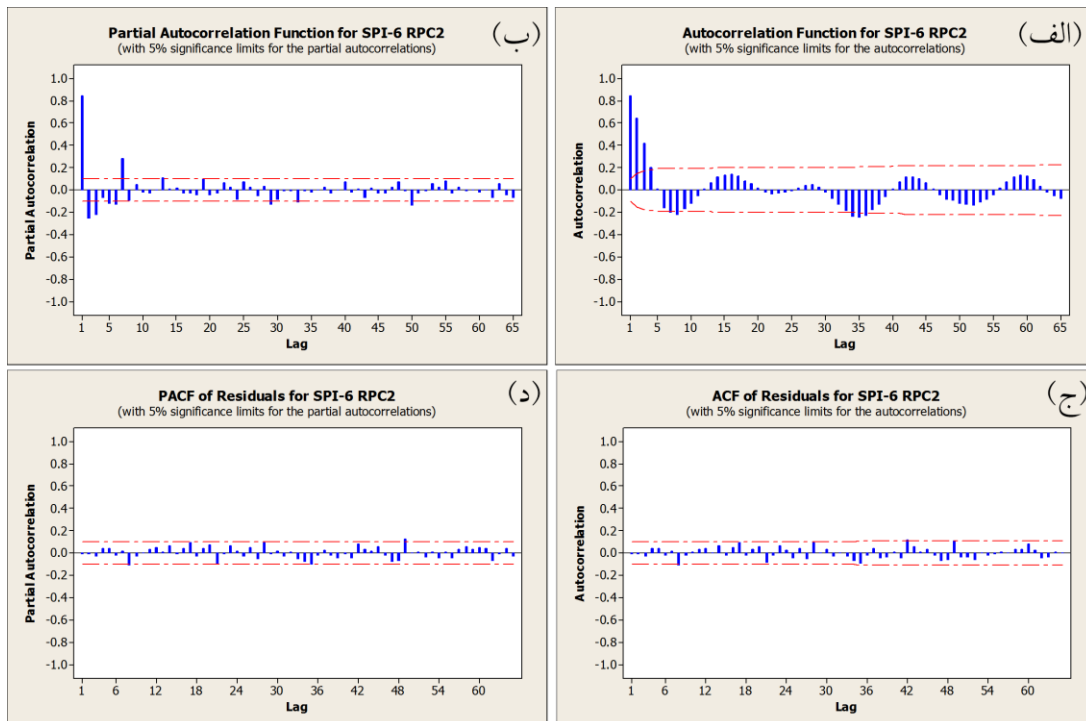 Partial Autocorrelation Function for SPI-6 RPC2
(ب)
(with 5% significance limits for the partial autocorrelations)
Partial Autocorrelation
1.0
0.8
0.6
0.4
0.2
0.0
-0.2
-0.4
-0.6
-0.8
-1.0
1 5 10 15 20 25 30 35 40 45 50 55 60 65
Lag
Autocorrelation Function for SPI-6 RPC2
(الف)
(with 5% significance limits for the autocorrelations)
Autocorrelation
1.0
0.8
0.6
0.4
0.2
0.0
-0.2
-0.4
-0.6
-0.8
-1.0
1 5 10 15 20 25 30 35 40 45 50 55 60 65
Lag
PACF of Residuals for SPI-6 RPC2
(د)
(with 5% significance limits for the partial autocorrelations)
Partial Autocorrelation
1.0
0.8
0.6
0.4
0.2
0.0
-0.2
-0.4
-0.6
-0.8
-1.0
1 6 12 18 24 30 36 42 48 54 60
Lag
ACF of Residuals for SPI-6 RPC2
(ج)
(with 5% significance limits for the autocorrelations)
Autocorrelation
1.0
0.8
0.6
0.4
0.2
0.0
-0.2
-0.4
-0.6
-0.8
-1.0
1 6 12 18 24 30 36 42 48 54 60
Lag